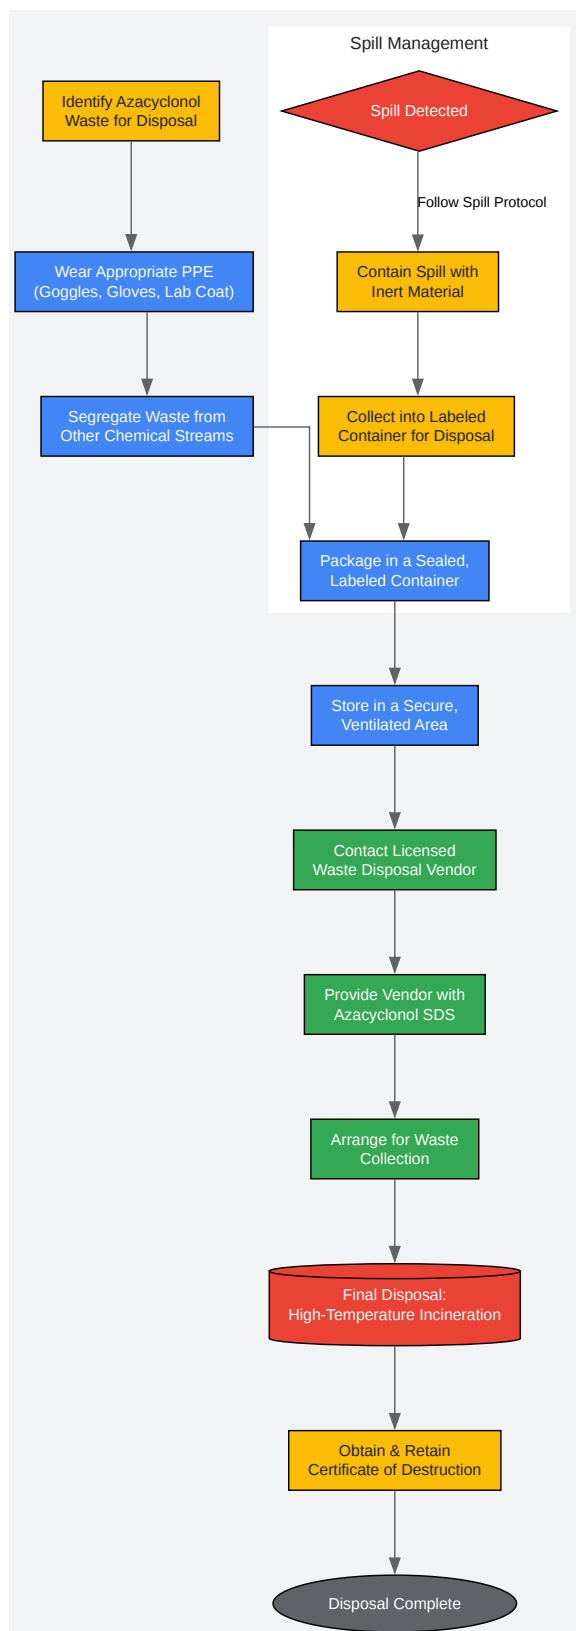 Spill Management
Identify Azacyclonol
Waste for Disposal
Spill Detected
Follow Spill Protocol
Wear Appropriate PPE
(Goggles, Gloves, Lab Coat)
Contain Spill with
Inert Material
Segregate Waste from
Other Chemical Streams
Collect into Labeled
Container for Disposal
Package in a Sealed,
Labeled Container
Store in a Secure,
Ventilated Area
Contact Licensed
Waste Disposal Vendor
Provide Vendor with
Azacyclonol SDS
Arrange for Waste
Collection
Final Disposal:
High-Temperature Incineration
Obtain & Retain
Certificate of Destruction
Disposal Complete